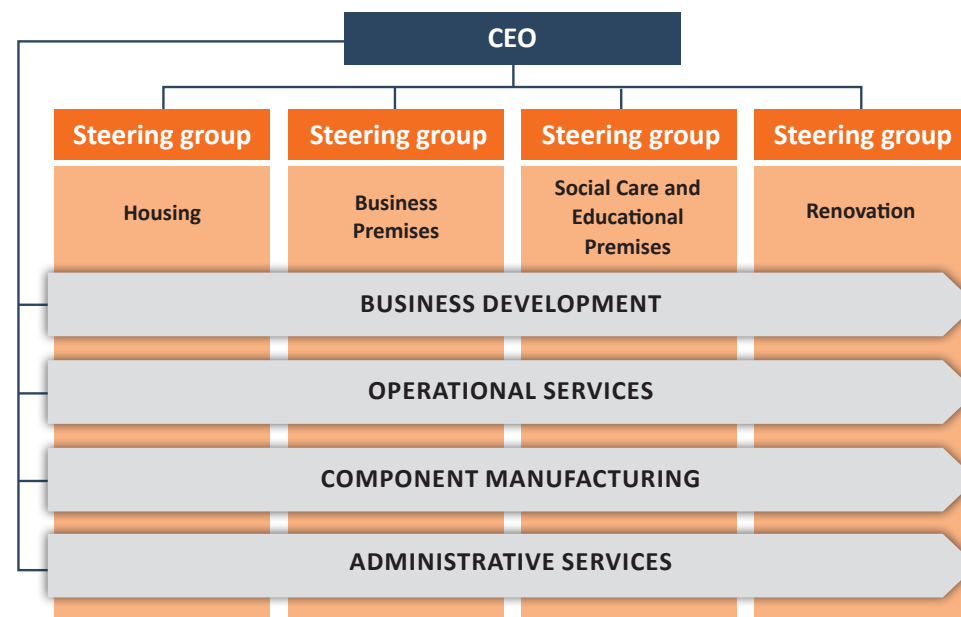 CEO
Steering group
Steering group
Steering group
Steering group
Housing
Business
Premises
Social Care and
Educational
Premises
Renovation
BUSINESS DEVELOPMENT
OPERATIONAL SERVICES
COMPONENT MANUFACTURING
ADMINISTRATIVE SERVICES